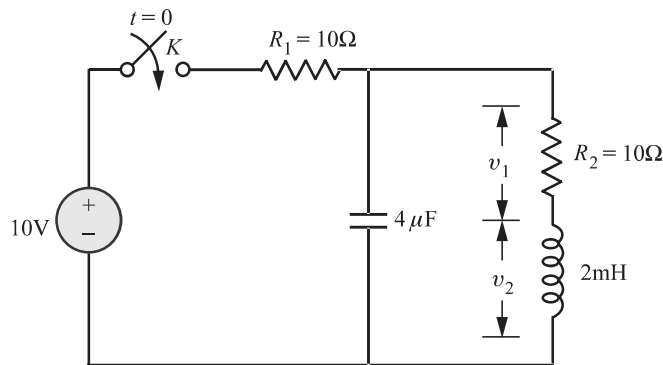 t = 0
K
R₁ = 10Ω
v₁
R₂ = 10Ω
10V
+
−
4 μF
v₂
2mH